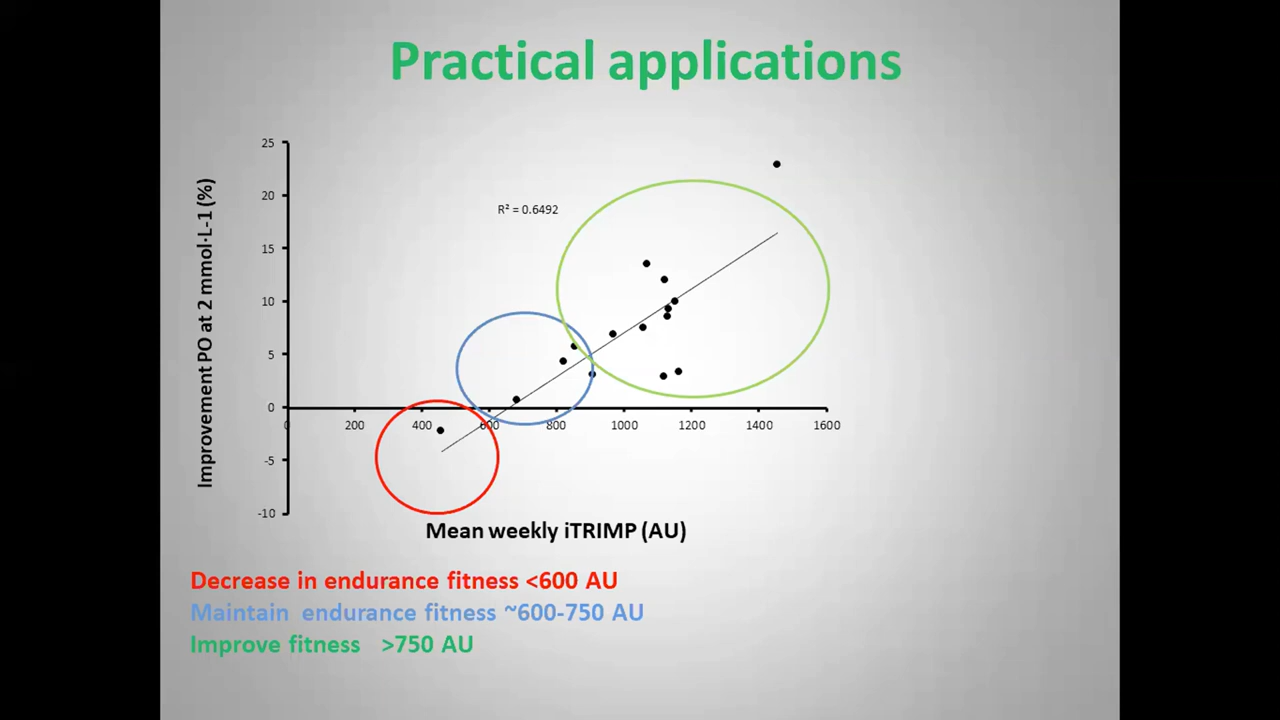 Practical applications
25
20
15
10
5
0
-5
-10
Improvement PO at 2 mmol·L-1 (%)
R² = 0.6492
0 200 400 600 800 1000 1200 1400 1600
Mean weekly iTRIMP (AU)
Decrease in endurance fitness <600 AU
Maintain endurance fitness ~600-750 AU
Improve fitness >750 AU